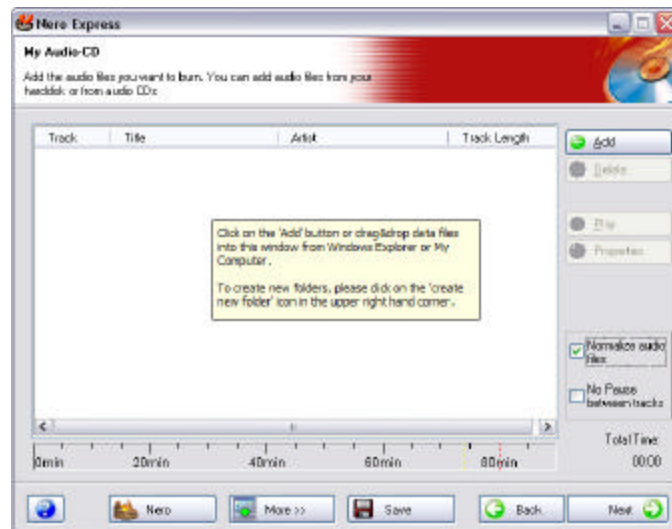 Nero Express
My Audio-CD
Add the audio files you want to burn. You can add audio files from your
harddisk or from audio CDs
Track Title Artist Track Length
Add
Delete
Play
Properties
Click on the 'Add' button or drag&drop data files
into this window from Windows Explorer or My
Computer.
To create new folders, please click on the 'create
new folder' icon in the upper right hand corner.
Normalize audio
files
No Pause
between tracks
Total Time:
00:00
0min 20min 40min 60min 80min
Nero More >> Save Back Next